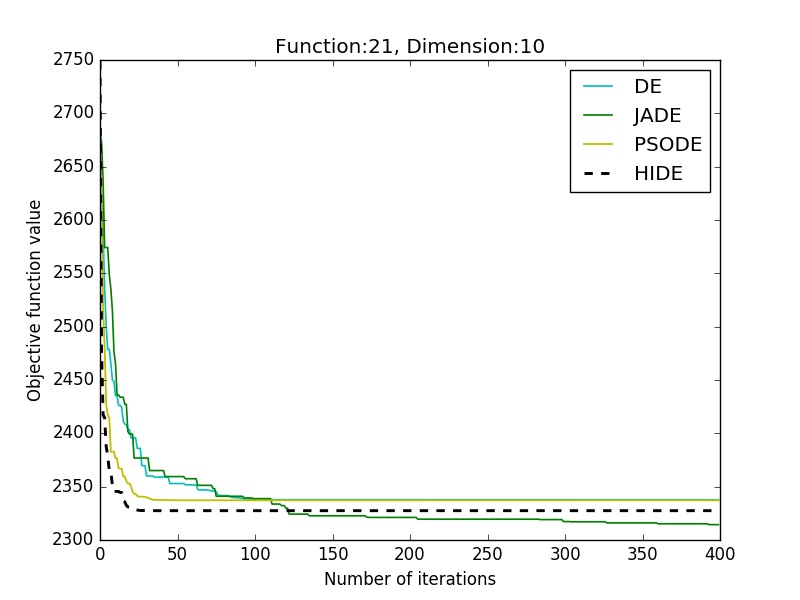 Function:21, Dimension:10
2750
2700
2650
2600
2550
2500
2450
2400
2350
2300
Objective function value
DE
JADE
PSODE
HIDE
0 50 100 150 200 250 300 350 400
Number of iterations